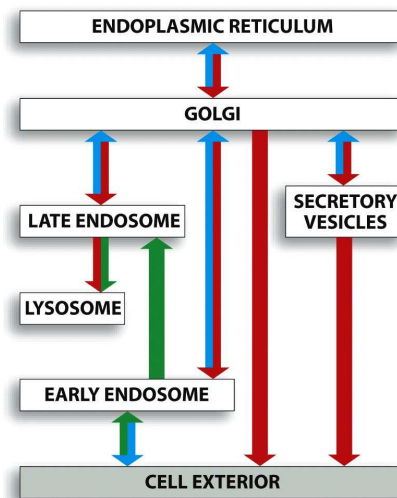 ENDOPLASMIC RETICULUM
GOLGI
LATE ENDOSOME
SECRETORY
VESICLES
LYSOSOME
EARLY ENDOSOME
CELL EXTERIOR